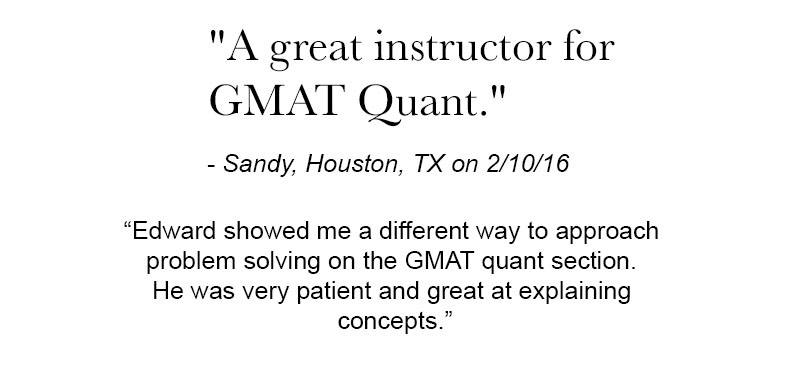 "A great instructor for
GMAT Quant."
- Sandy, Houston, TX on 2/10/16
“Edward showed me a different way to approach
problem solving on the GMAT quant section.
He was very patient and great at explaining
concepts.”